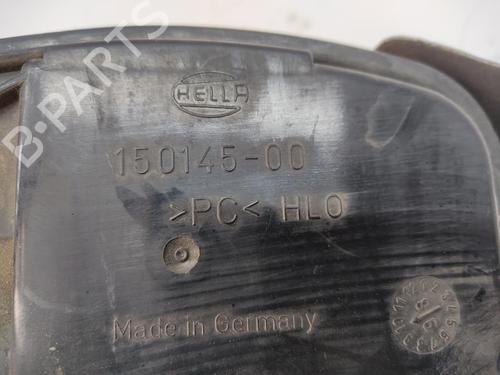 HELLA
150145-00
>PC< HLO
Made in Germany
B-PARTS